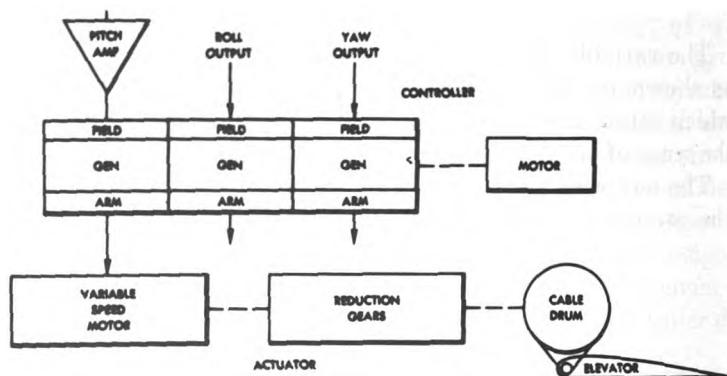 PITCH
AMP
ROLL
OUTPUT
YAW
OUTPUT
CONTROLLER
FIELD FIELD FIELD
GEN GEN GEN
MOTOR
ARM ARM ARM
VARIABLE
SPEED
MOTOR
REDUCTION
GEARS
CABLE
DRUM
ACTUATOR
ELEVATOR